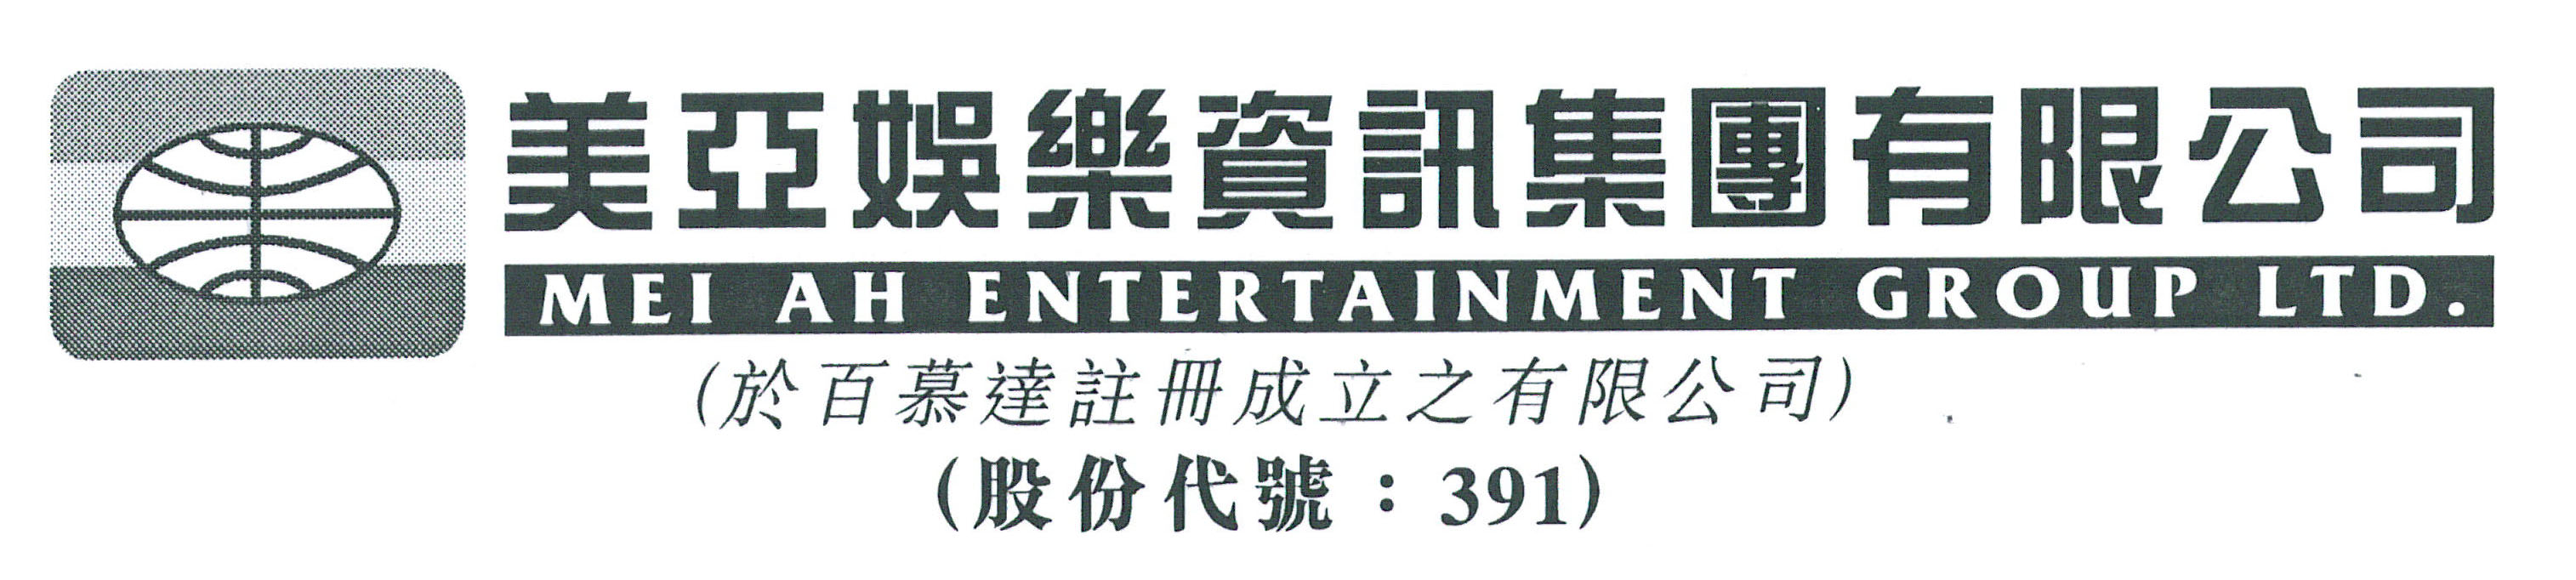 美亞娛樂資訊集團有限公司
MEI AH ENTERTAINMENT GROUP LTD.
(於百慕達註冊成立之有限公司)
(股份代號：391)